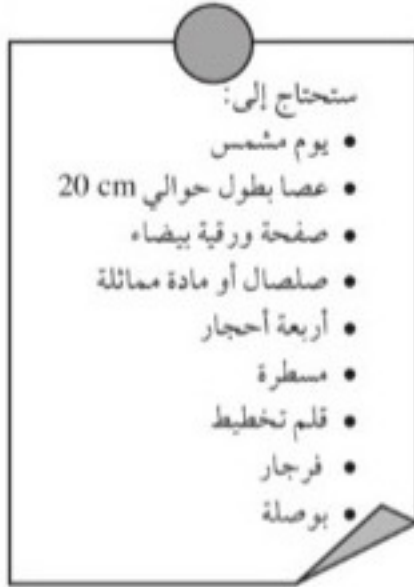 ستحتاج إلى:
• يوم مشمس
• عصا بطول حوالي 20 cm
• صفحة ورقية بيضاء
• صلصال أو مادة مماثلة
• أربعة أحجار
• مسطرة
• قلم تخطيط
• فرجار
• بوصلة